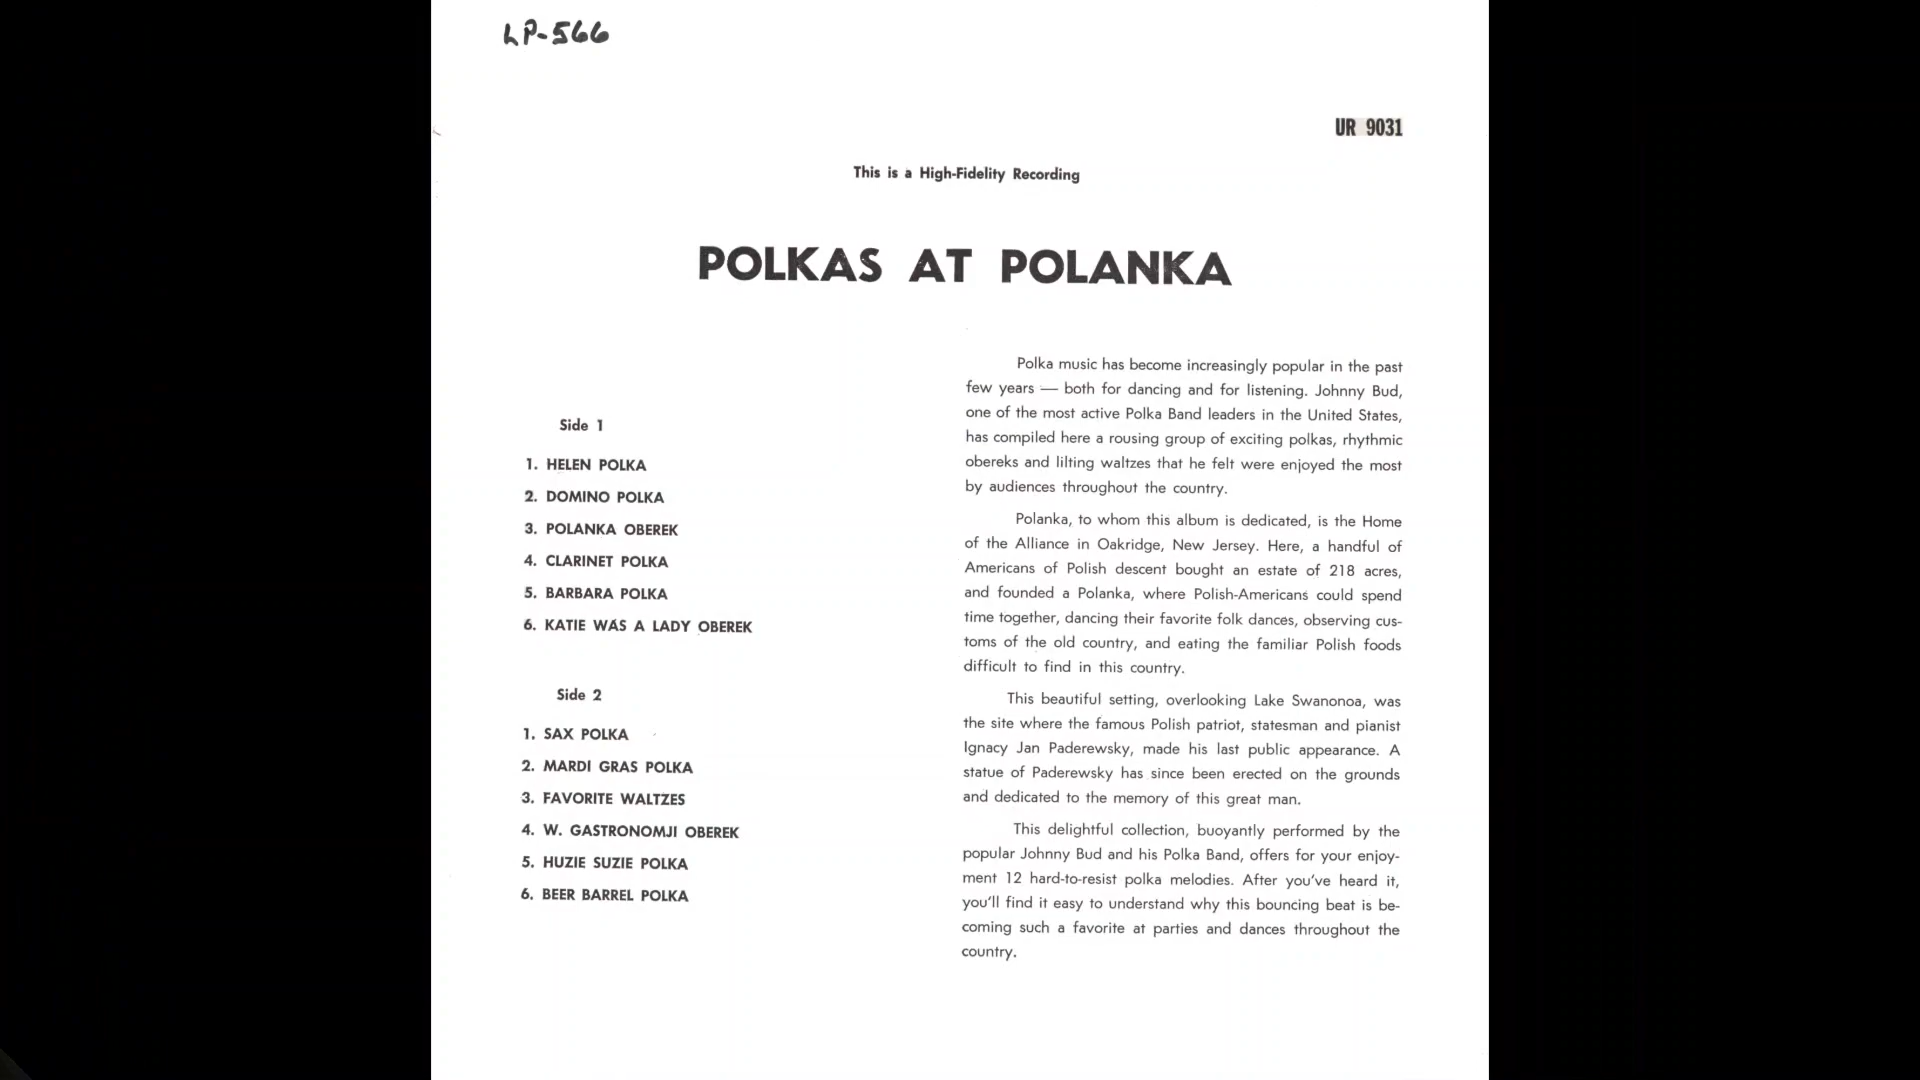 LP-566
UR 9031
This is a High-Fidelity Recording
POLKAS AT POLANKA
Side 1
1. HELEN POLKA
2. DOMINO POLKA
3. POLANKA OBEREK
4. CLARINET POLKA
5. BARBARA POLKA
6. KATIE WAS A LADY OBEREK
Side 2
1. SAX POLKA
2. MARDI GRAS POLKA
3. FAVORITE WALTZES
4. W. GASTRONOMJI OBEREK
5. HUZIE SUZIE POLKA
6. BEER BARREL POLKA
Polka music has become increasingly popular in the past
few years — both for dancing and for listening. Johnny Bud,
one of the most active Polka Band leaders in the United States,
has compiled here a rousing group of exciting polkas, rhythmic
obereks and lilting waltzes that he felt were enjoyed the most
by audiences throughout the country.
Polanka, to whom this album is dedicated, is the Home
of the Alliance in Oakridge, New Jersey. Here, a handful of
Americans of Polish descent bought an estate of 218 acres,
and founded a Polanka, where Polish-Americans could spend
time together, dancing their favorite folk dances, observing cus-
toms of the old country, and eating the familiar Polish foods
difficult to find in this country.
This beautiful setting, overlooking Lake Swanonoa, was
the site where the famous Polish patriot, statesman and pianist
Ignacy Jan Paderewsky, made his last public appearance. A
statue of Paderewsky has since been erected on the grounds
and dedicated to the memory of this great man.
This delightful collection, buoyantly performed by the
popular Johnny Bud and his Polka Band, offers for your enjoy-
ment 12 hard-to-resist polka melodies. After you've heard it,
you'll find it easy to understand why this bouncing beat is be-
coming such a favorite at parties and dances throughout the
country.